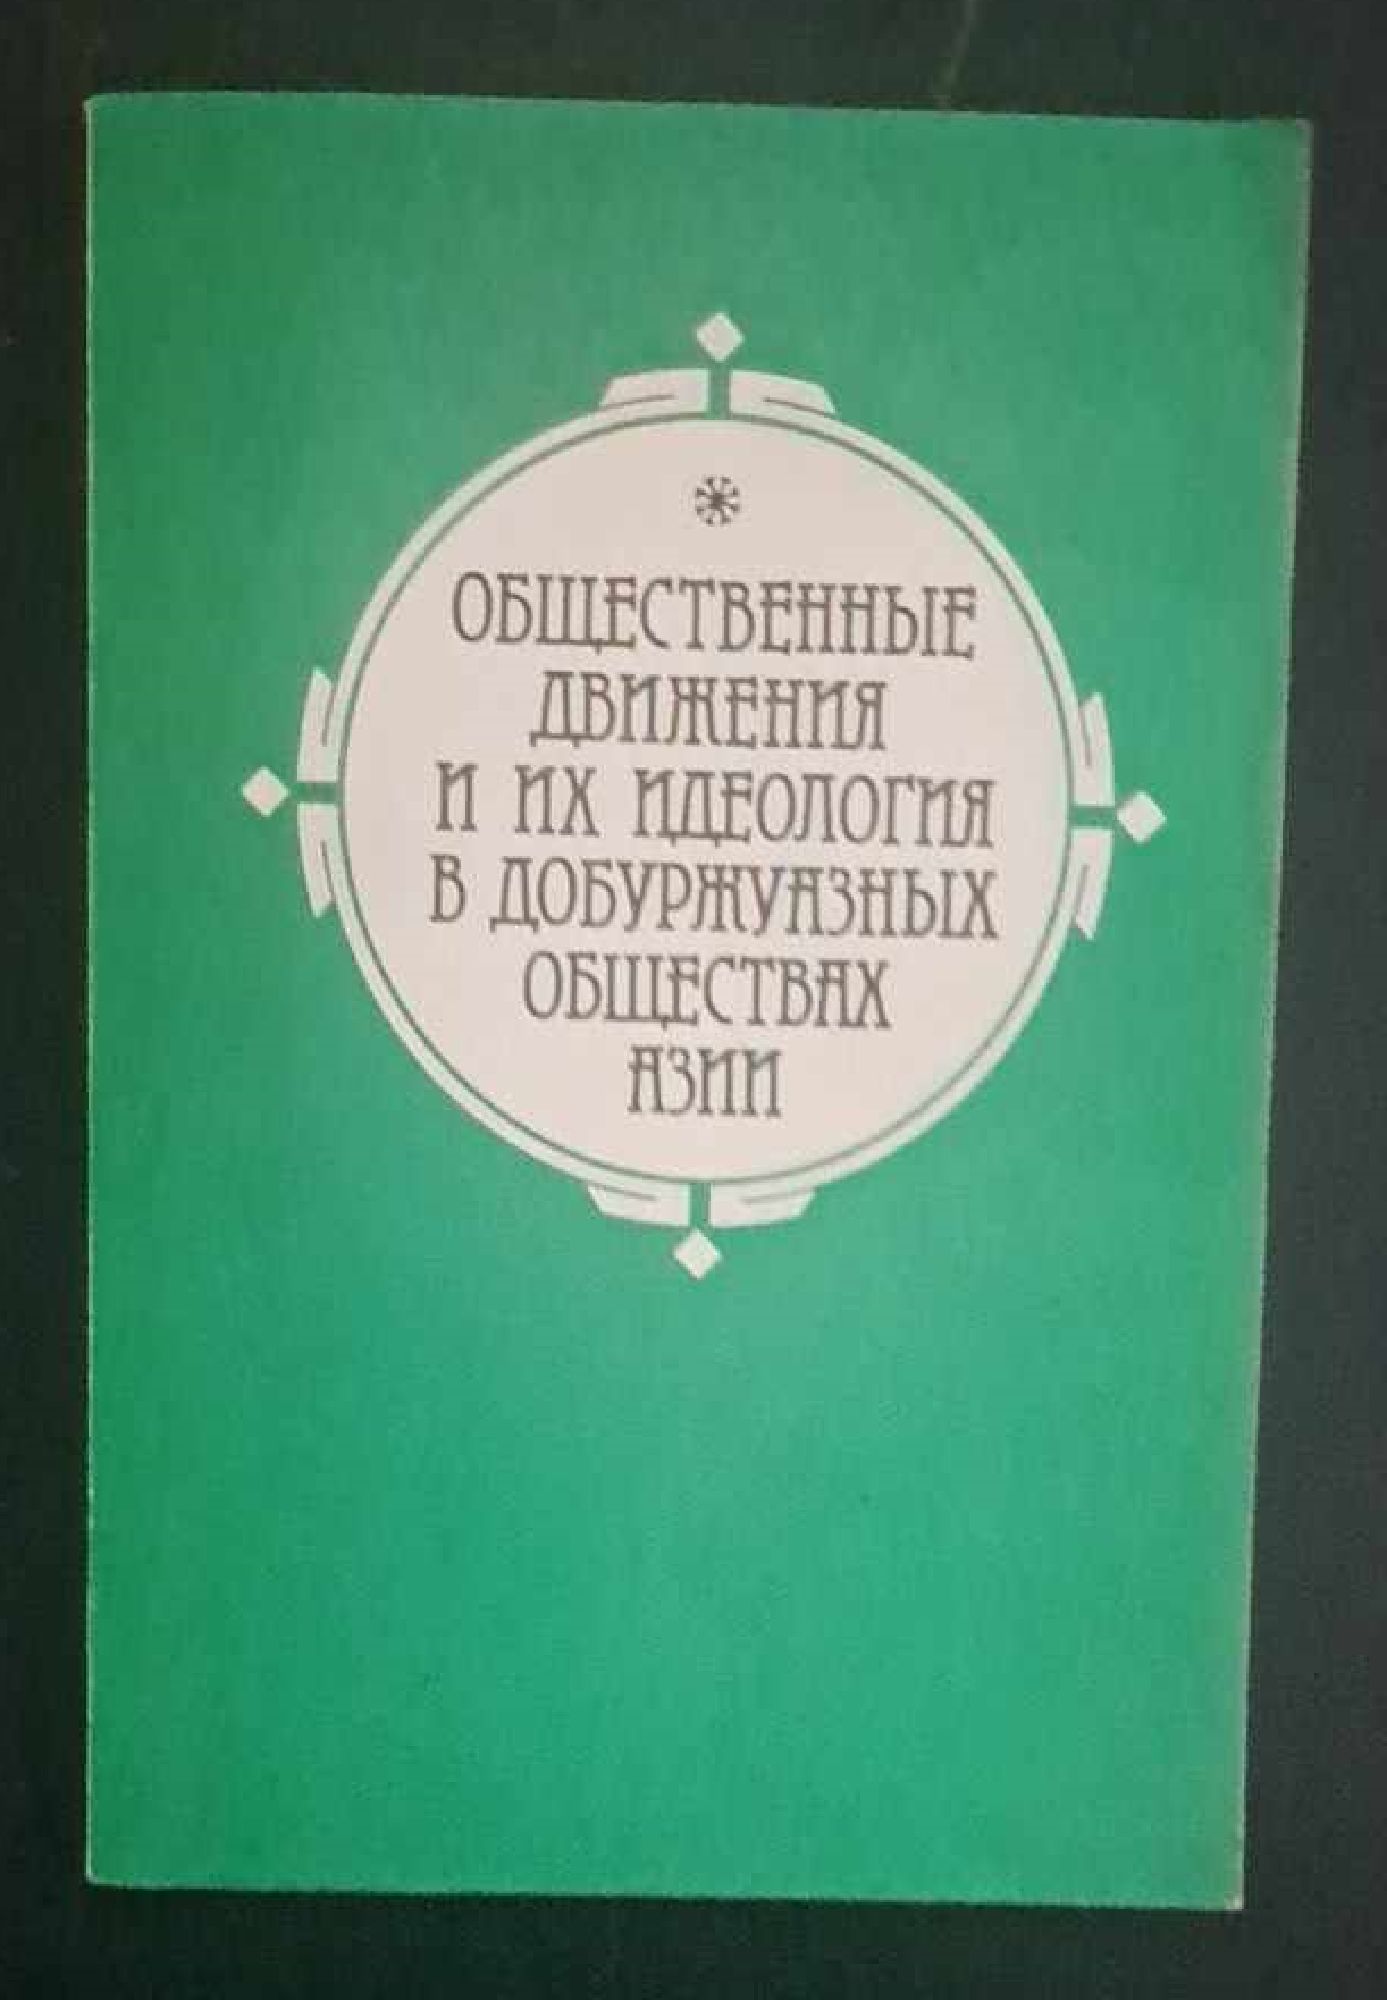 ОБЩЕСТВЕННЫЕ
ДВИЖЕНИЯ
И ИХ ИДЕОЛОГИЯ
В ДОБУРЖУАЗНЫХ
ОБЩЕСТВАХ
АЗИИ